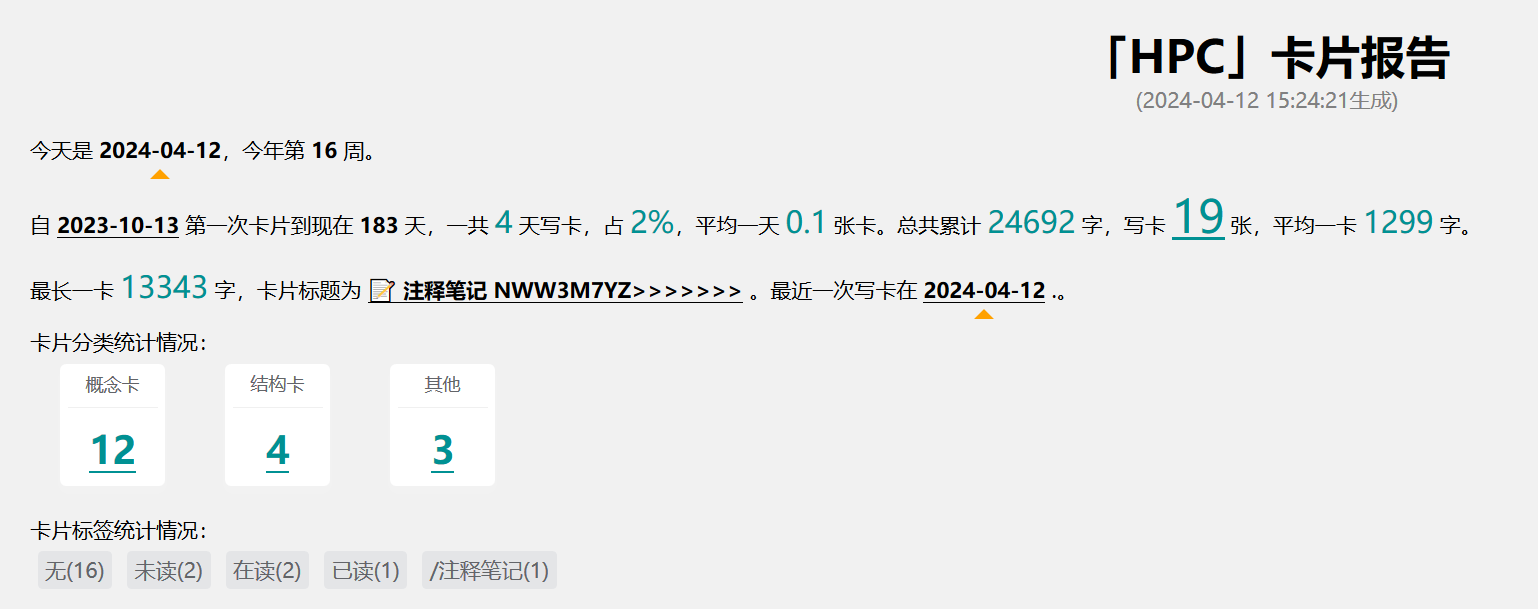 「HPC」卡片报告
(2024-04-12 15:24:21生成)
今天是 2024-04-12，今年第 16 周。
自 2023-10-13 第一次卡片到现在 183 天，一共 4 天写卡，占 2%，平均一天 0.1 张卡。总共累计 24692 字，写卡 19 张，平均一卡 1299 字。
最长一卡 13343 字，卡片标题为 📝 注释笔记 NWW3M7YZ>>>>>>> 。最近一次写卡在 2024-04-12 .。
卡片分类统计情况：
概念卡 结构卡 其他
12 4 3
卡片标签统计情况：
无(16) 未读(2) 在读(2) 已读(1) /注释笔记(1)